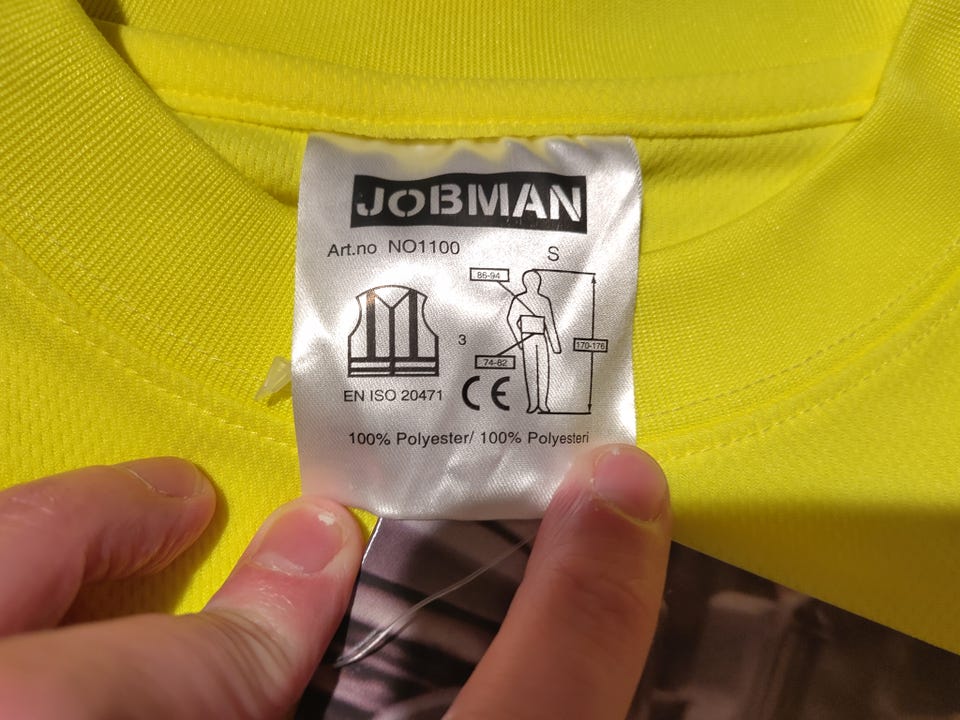 JOBMAN
Art.no NO1100
S
86-94
3
170-176
74-82
CE
EN ISO 20471
100% Polyester/ 100% Polyesteri